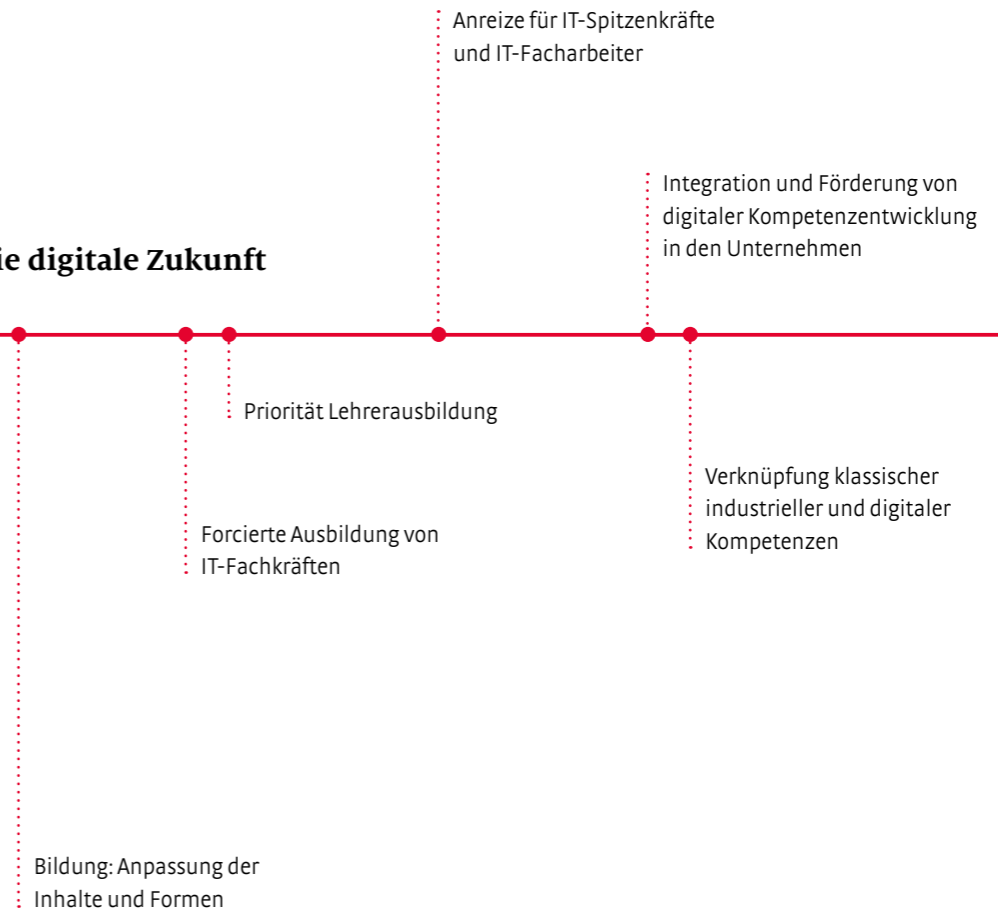 Anreize für IT-Spitzenkräfte
und IT-Facharbeiter
Integration und Förderung von
digitaler Kompetenzentwicklung
in den Unternehmen
ie digitale Zukunft
Priorität Lehrerausbildung
Verknüpfung klassischer
industrieller und digitaler
Kompetenzen
Forcierte Ausbildung von
IT-Fachkräften
Bildung: Anpassung der
Inhalte und Formen